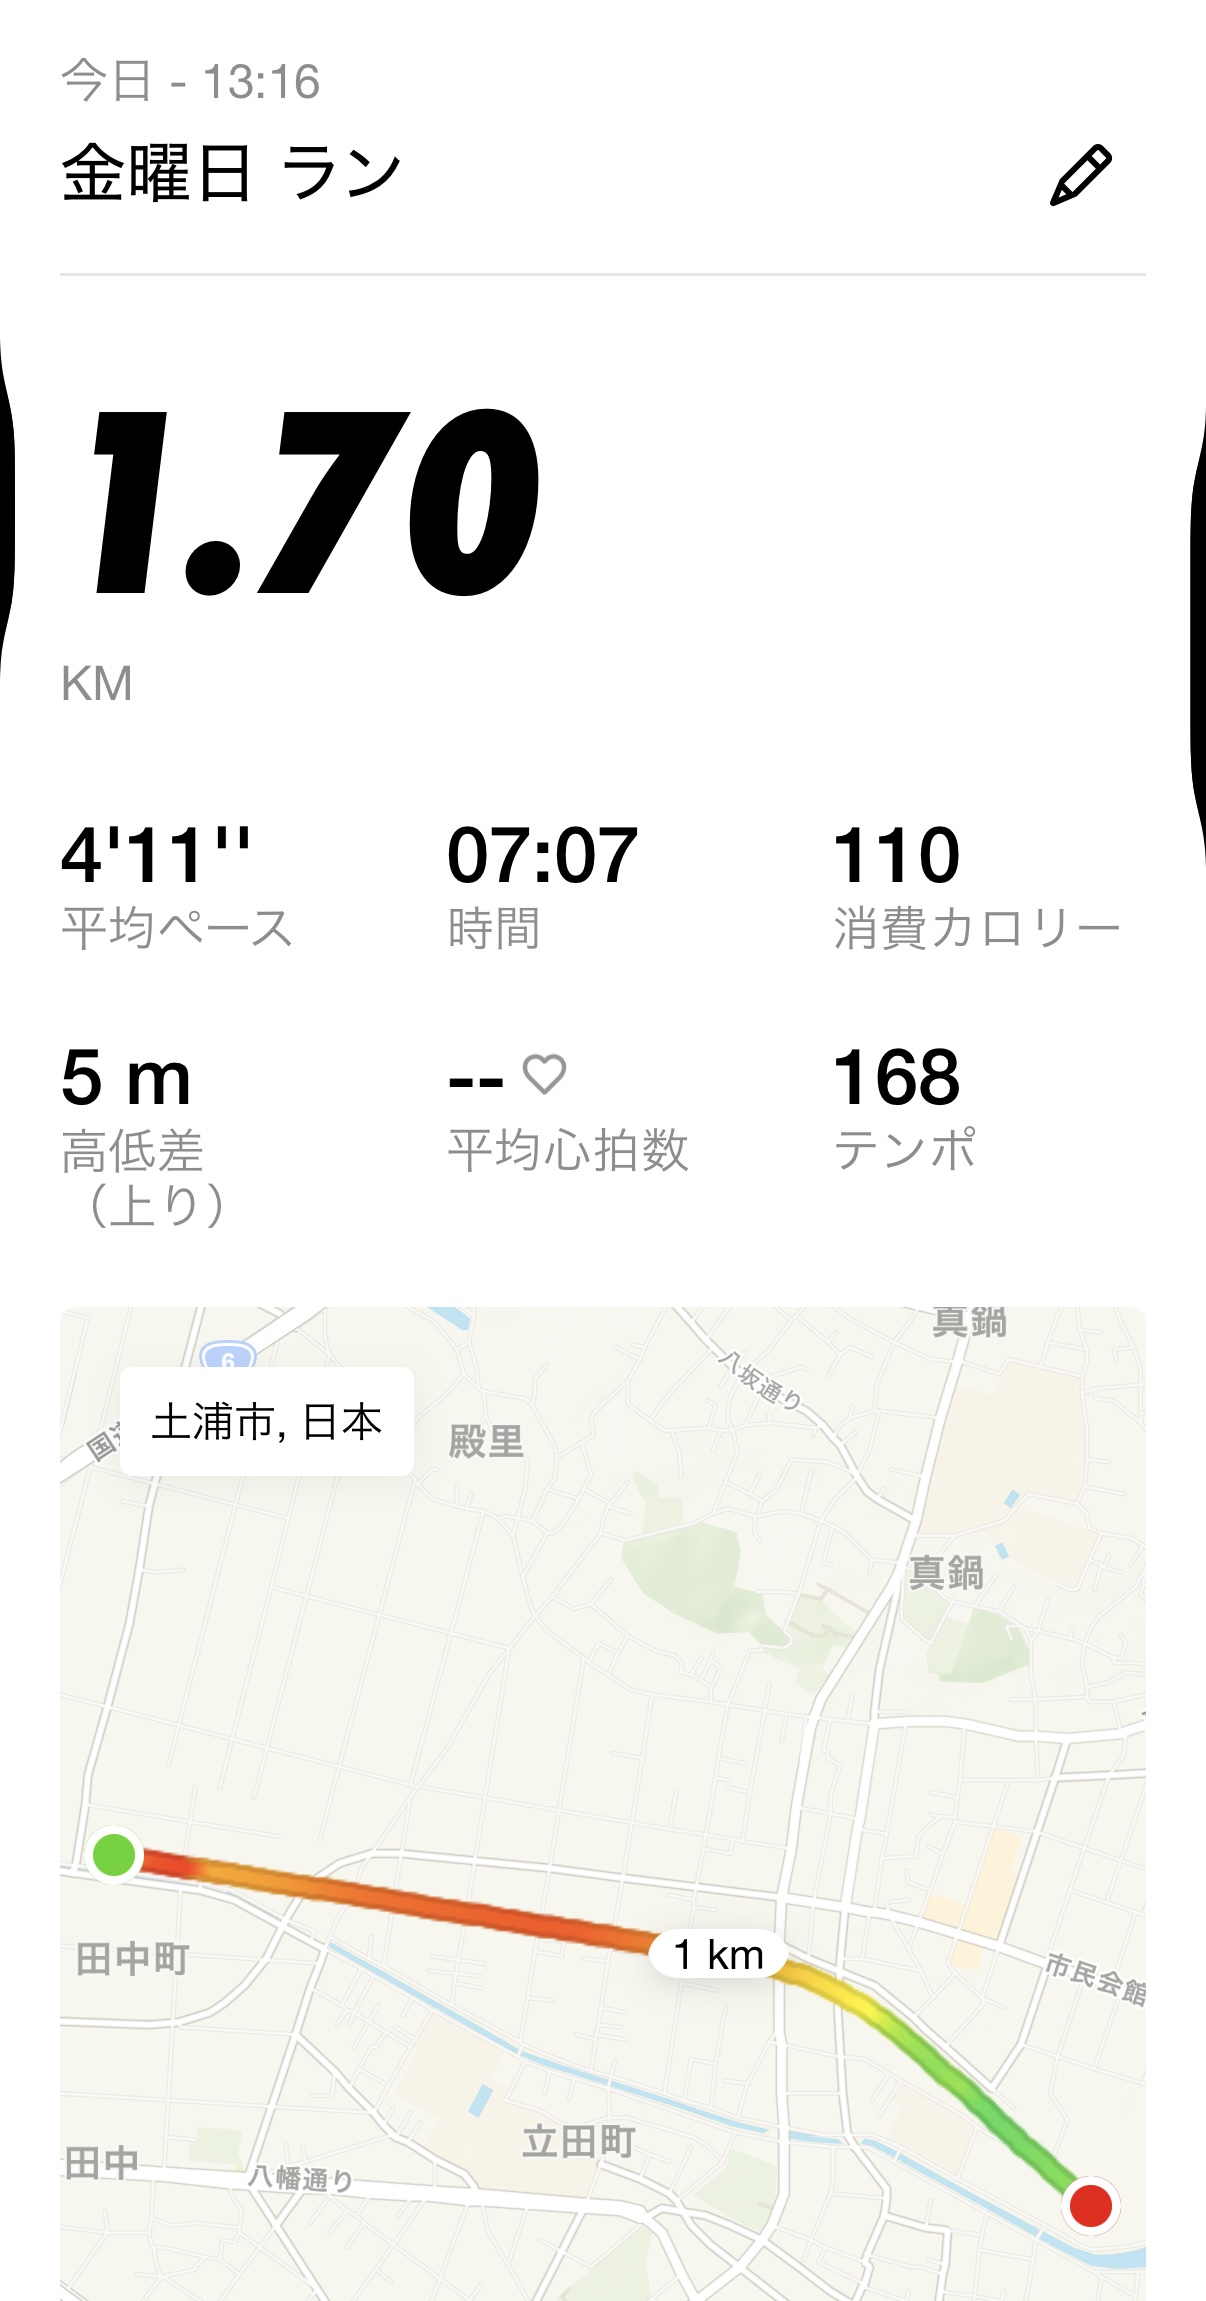 今日 - 13:16
金曜日 ラン
1.70
KM
4'11''
平均ペース
07:07
時間
110
消費カロリー
5 m
高低差
（上り）
--
平均心拍数
168
テンポ
真鍋
6
八坂通り
土浦市, 日本
国道
殿里
真鍋
1 km
田中町
市民会館
立田町
田中
八幡通り